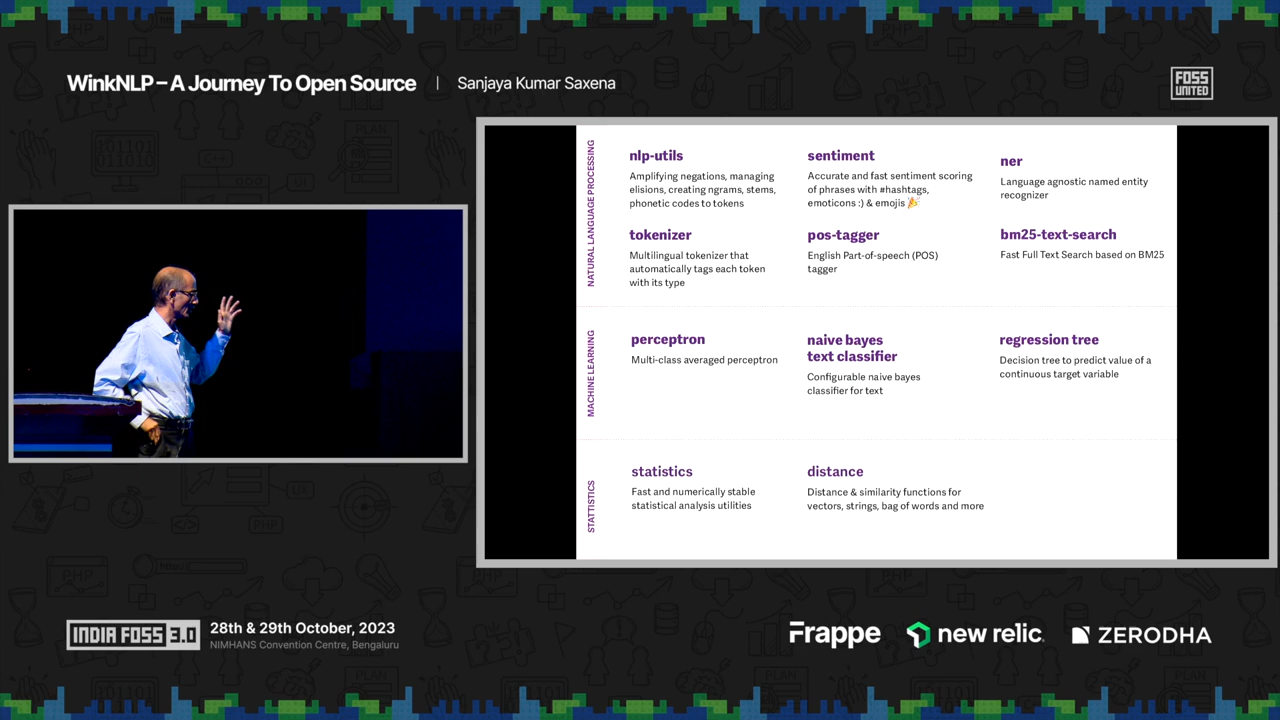 WinkNLP – A Journey To Open Source | Sanjaya Kumar Saxena
FOSS
UNITED
NATURAL LANGUAGE PROCESSING
nlp-utils
Amplifying negations, managing
elisions, creating ngrams, stems,
phonetic codes to tokens
sentiment
Accurate and fast sentiment scoring
of phrases with #hashtags,
emoticons :) & emojis 🎉
ner
Language agnostic named entity
recognizer
tokenizer
Multilingual tokenizer that
automatically tags each token
with its type
pos-tagger
English Part-of-speech (POS)
tagger
bm25-text-search
Fast Full Text Search based on BM25
MACHINE LEARNING
perceptron
Multi-class averaged perceptron
naive bayes
text classifier
Configurable naive bayes
classifier for text
regression tree
Decision tree to predict value of a
continuous target variable
STATTISTICS
statistics
Fast and numerically stable
statistical analysis utilities
distance
Distance & similarity functions for
vectors, strings, bag of words and more
INDIA FOSS 3.0
28th & 29th October, 2023
NIMHANS Convention Centre, Bengaluru
Frappe
new relic
ZERODHA